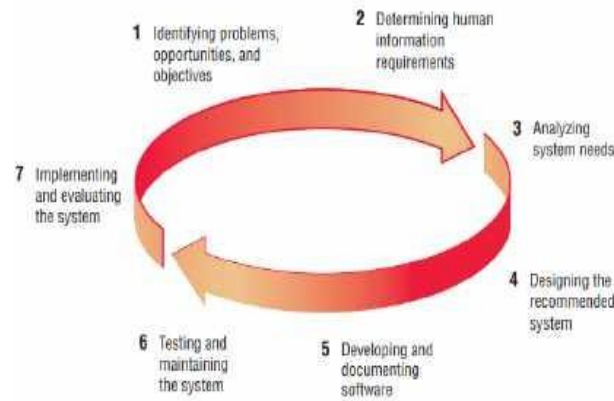 1 Identifying problems,
opportunities, and
objectives
2 Determining human
information
requirements
3 Analyzing
system needs
4 Designing the
recommended
system
5 Developing and
documenting
software
6 Testing and
maintaining
the system
7 Implementing
and evaluating
the system